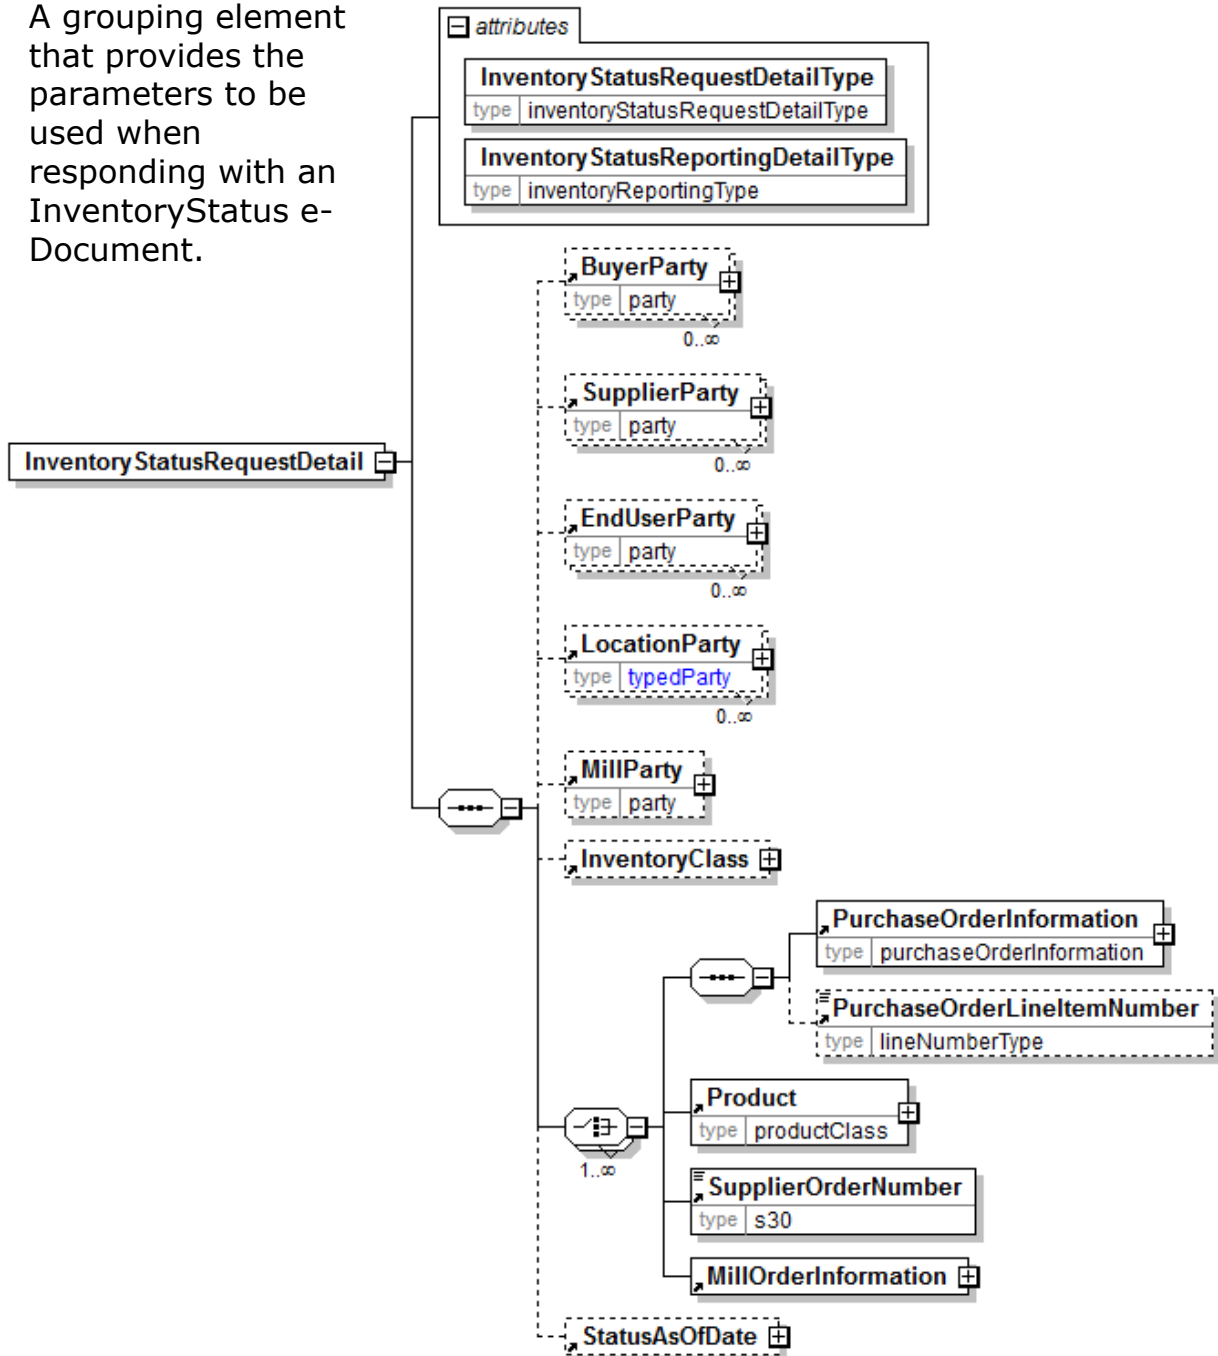 A grouping element
that provides the
parameters to be
used when
responding with an
InventoryStatus e-
Document.
attributes
InventoryStatusRequestDetailType
type inventoryStatusRequestDetailType
InventoryStatusReportingDetailType
type inventoryReportingType
BuyerParty
type party
0..∞
SupplierParty
type party
0..∞
InventoryStatusRequestDetail
EndUserParty
type party
0..∞
LocationParty
type typedParty
0..∞
MillParty
type party
InventoryClass
PurchaseOrderInformation
type purchaseOrderInformation
PurchaseOrderLineItemNumber
type lineNumberType
Product
type productClass
1..∞
SupplierOrderNumber
type s30
MillOrderInformation
StatusAsOfDate